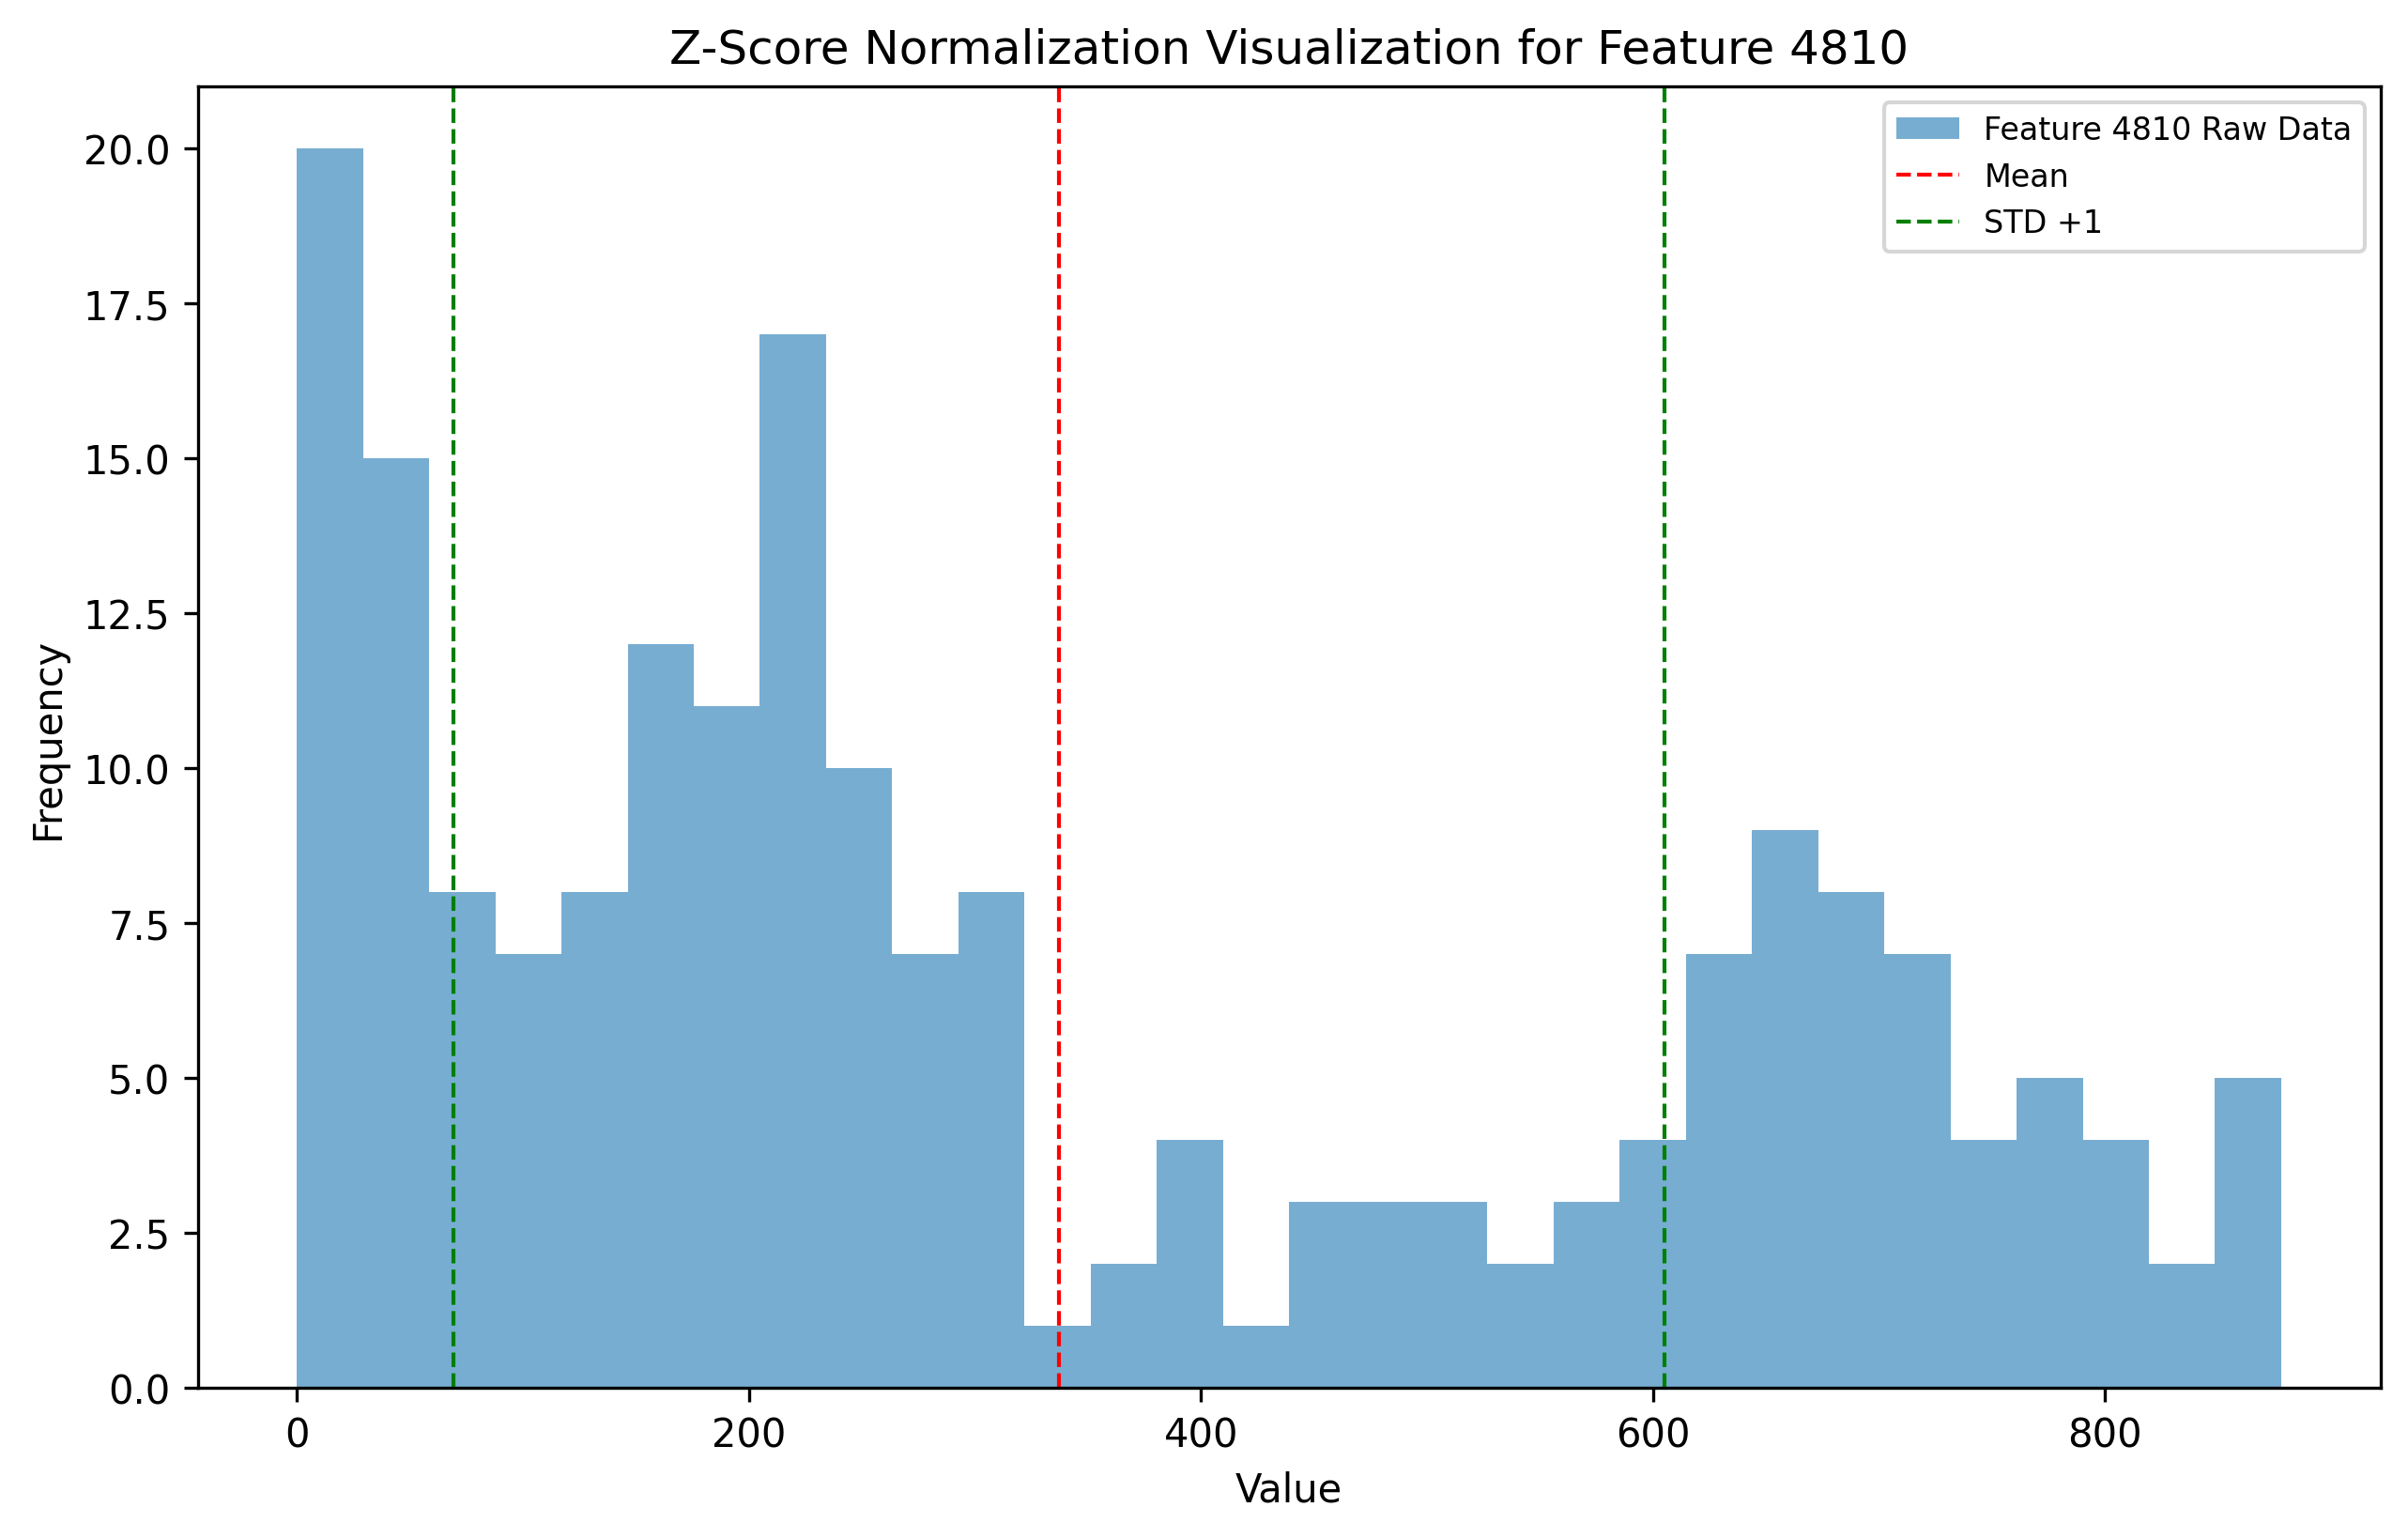 Z-Score Normalization Visualization for Feature 4810
Feature 4810 Raw Data
Mean
STD +1
20.0
17.5
15.0
12.5
10.0
7.5
5.0
2.5
0.0
Frequency
0 200 400 600 800
Value